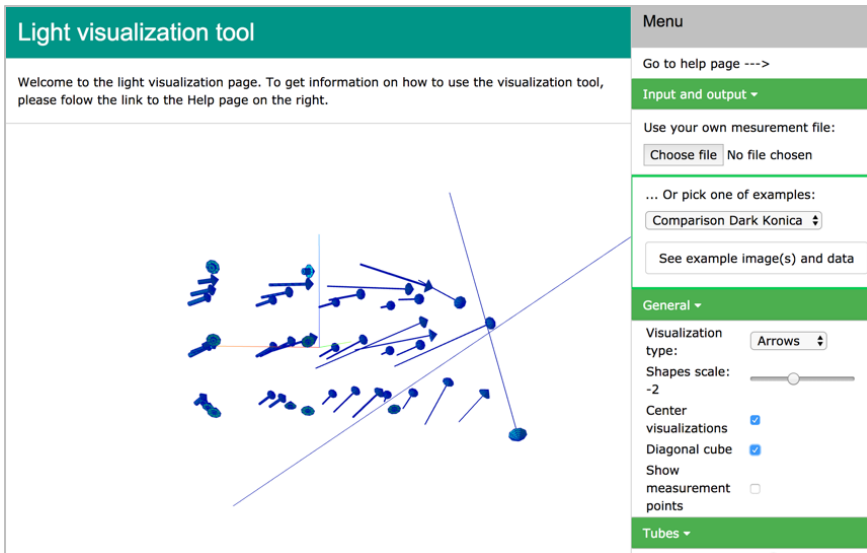 Light visualization tool
Welcome to the light visualization page. To get information on how to use the visualization tool,
please folow the link to the Help page on the right.
Menu
Go to help page --->
Input and output
Use your own mesurement file:
Choose file No file chosen
... Or pick one of examples:
Comparison Dark Konica
See example image(s) and data
General
Visualization
type:
Arrows
Shapes scale:
-2
Center
visualizations
Diagonal cube
Show
measurement
points
Tubes